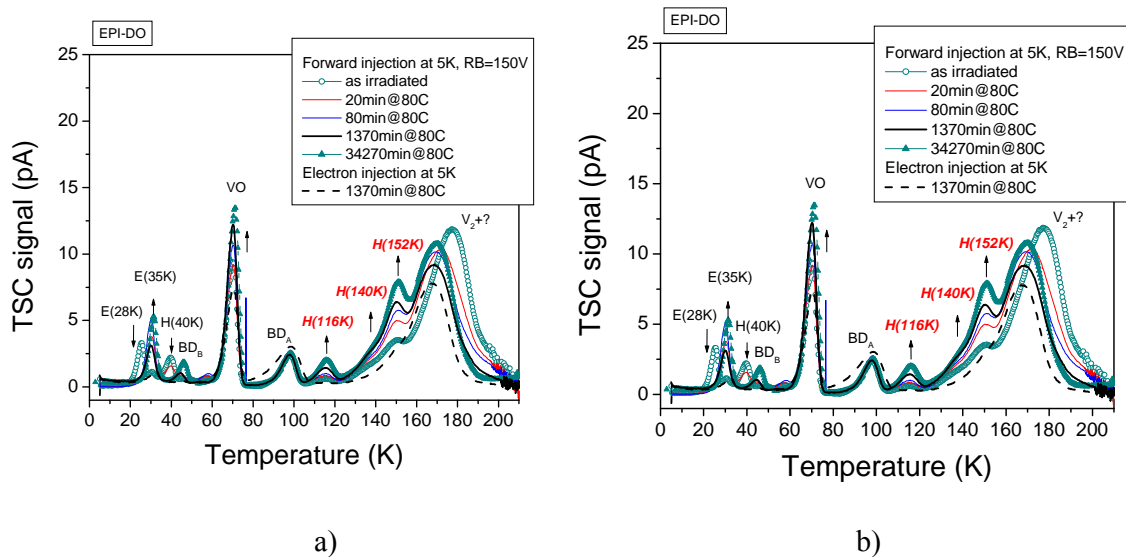 EPI-DO
TSC signal (pA)
25
20
15
10
5
0
Forward injection at 5K, RB=150V
as irradiated
20min@80C
80min@80C
1370min@80C
34270min@80C
Electron injection at 5K
1370min@80C
VO
V2+?
H(152K)
H(140K)
H(116K)
E(35K)
E(28K)
H(40K)
BDB
BDA
0 20 40 60 80 100 120 140 160 180 200
Temperature (K)
a)
EPI-DO
TSC signal (pA)
25
20
15
10
5
0
Forward injection at 5K, RB=150V
as irradiated
20min@80C
80min@80C
1370min@80C
34270min@80C
Electron injection at 5K
1370min@80C
VO
V2+?
H(152K)
H(140K)
H(116K)
E(35K)
E(28K)
H(40K)
BDB
BDA
0 20 40 60 80 100 120 140 160 180 200
Temperature (K)
b)